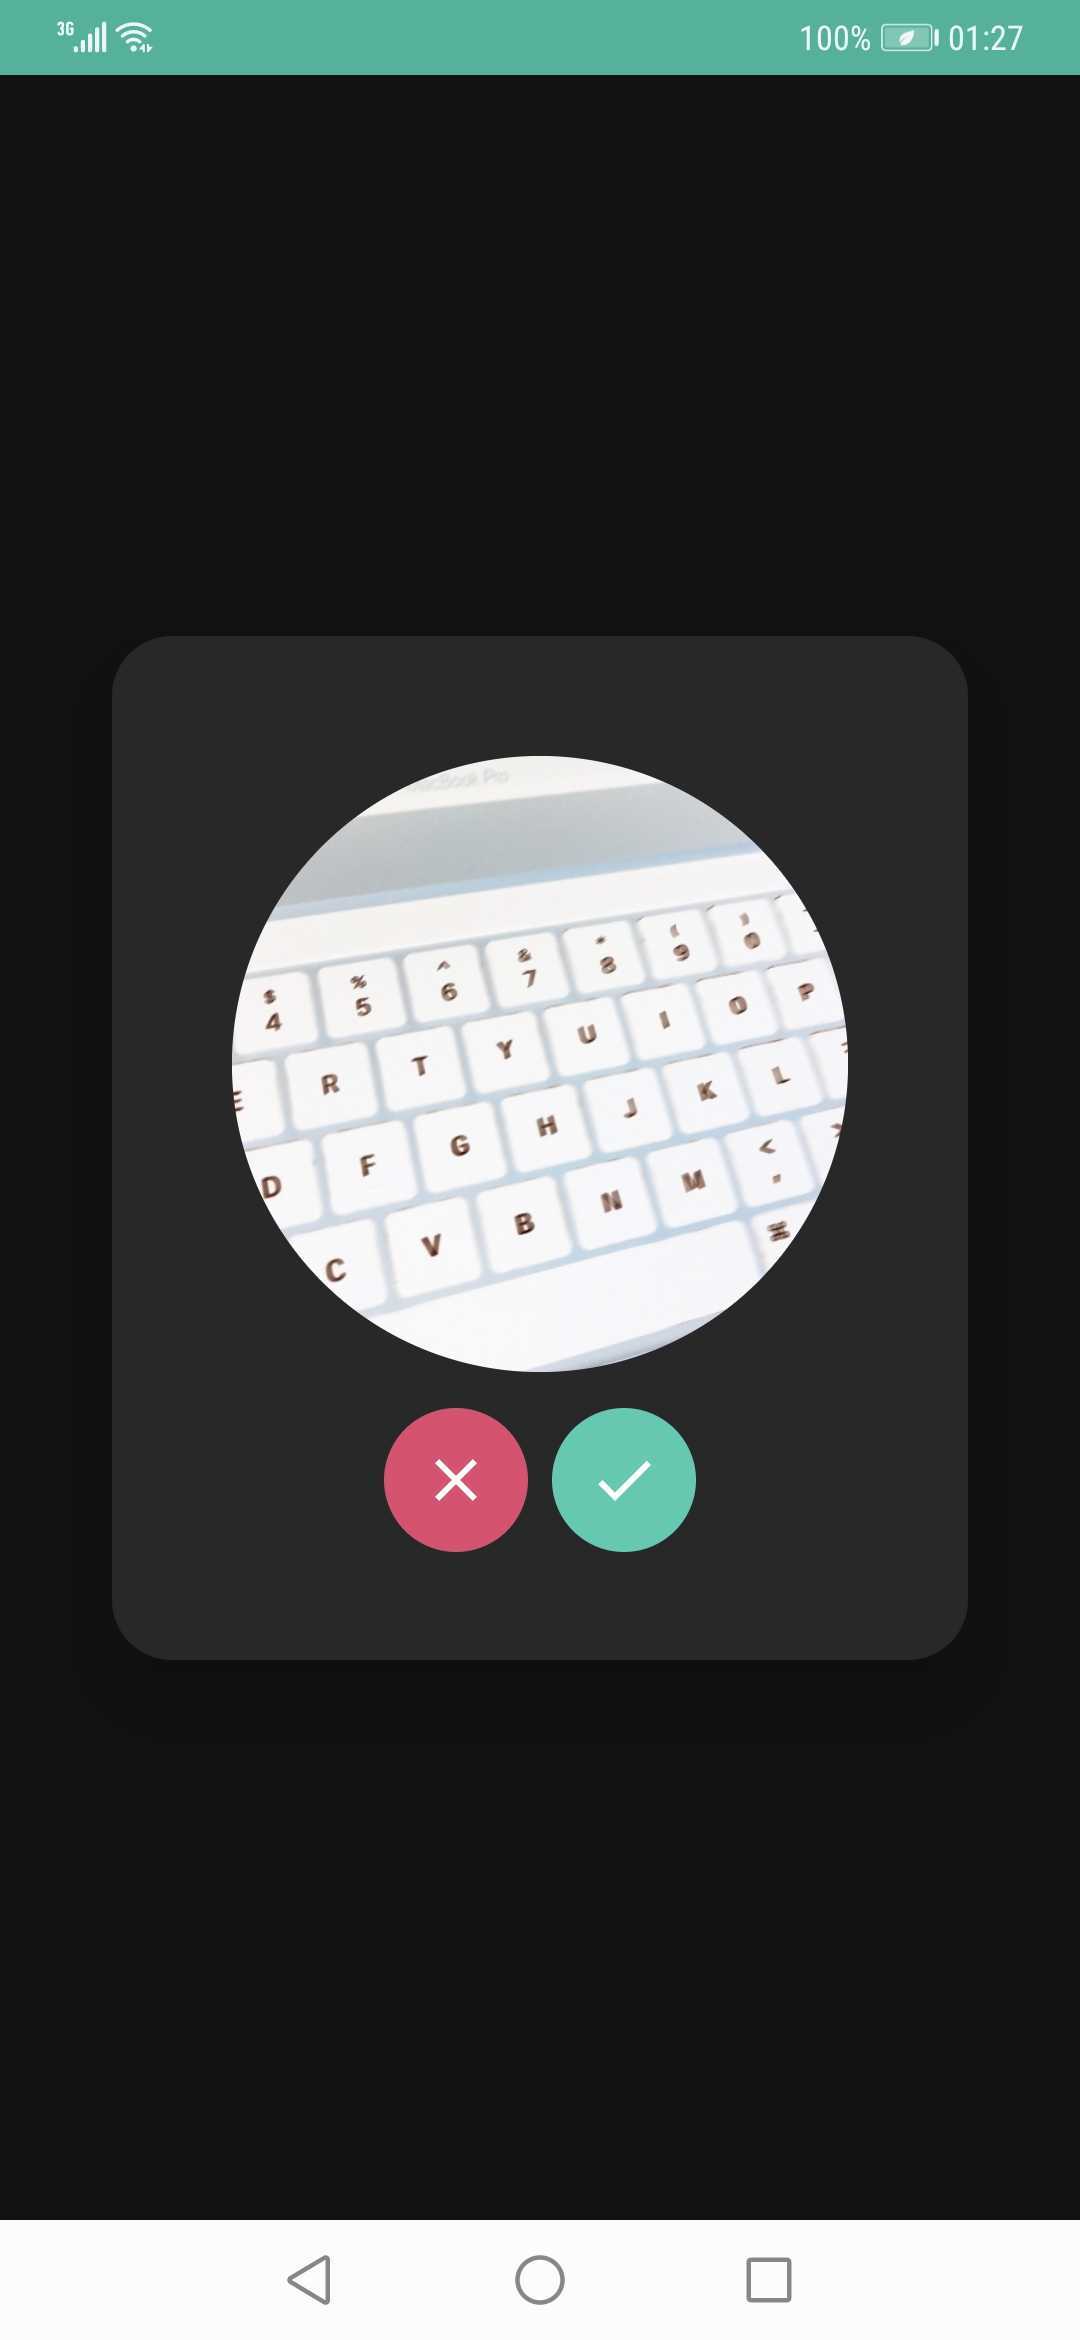 3G 100% 01:27
MacBook Pro
$ % ^ & * ( )
4 5 6 7 8 9 0
E R T Y U I O P
D F G H J K L
<
C V B N M ,
⌘